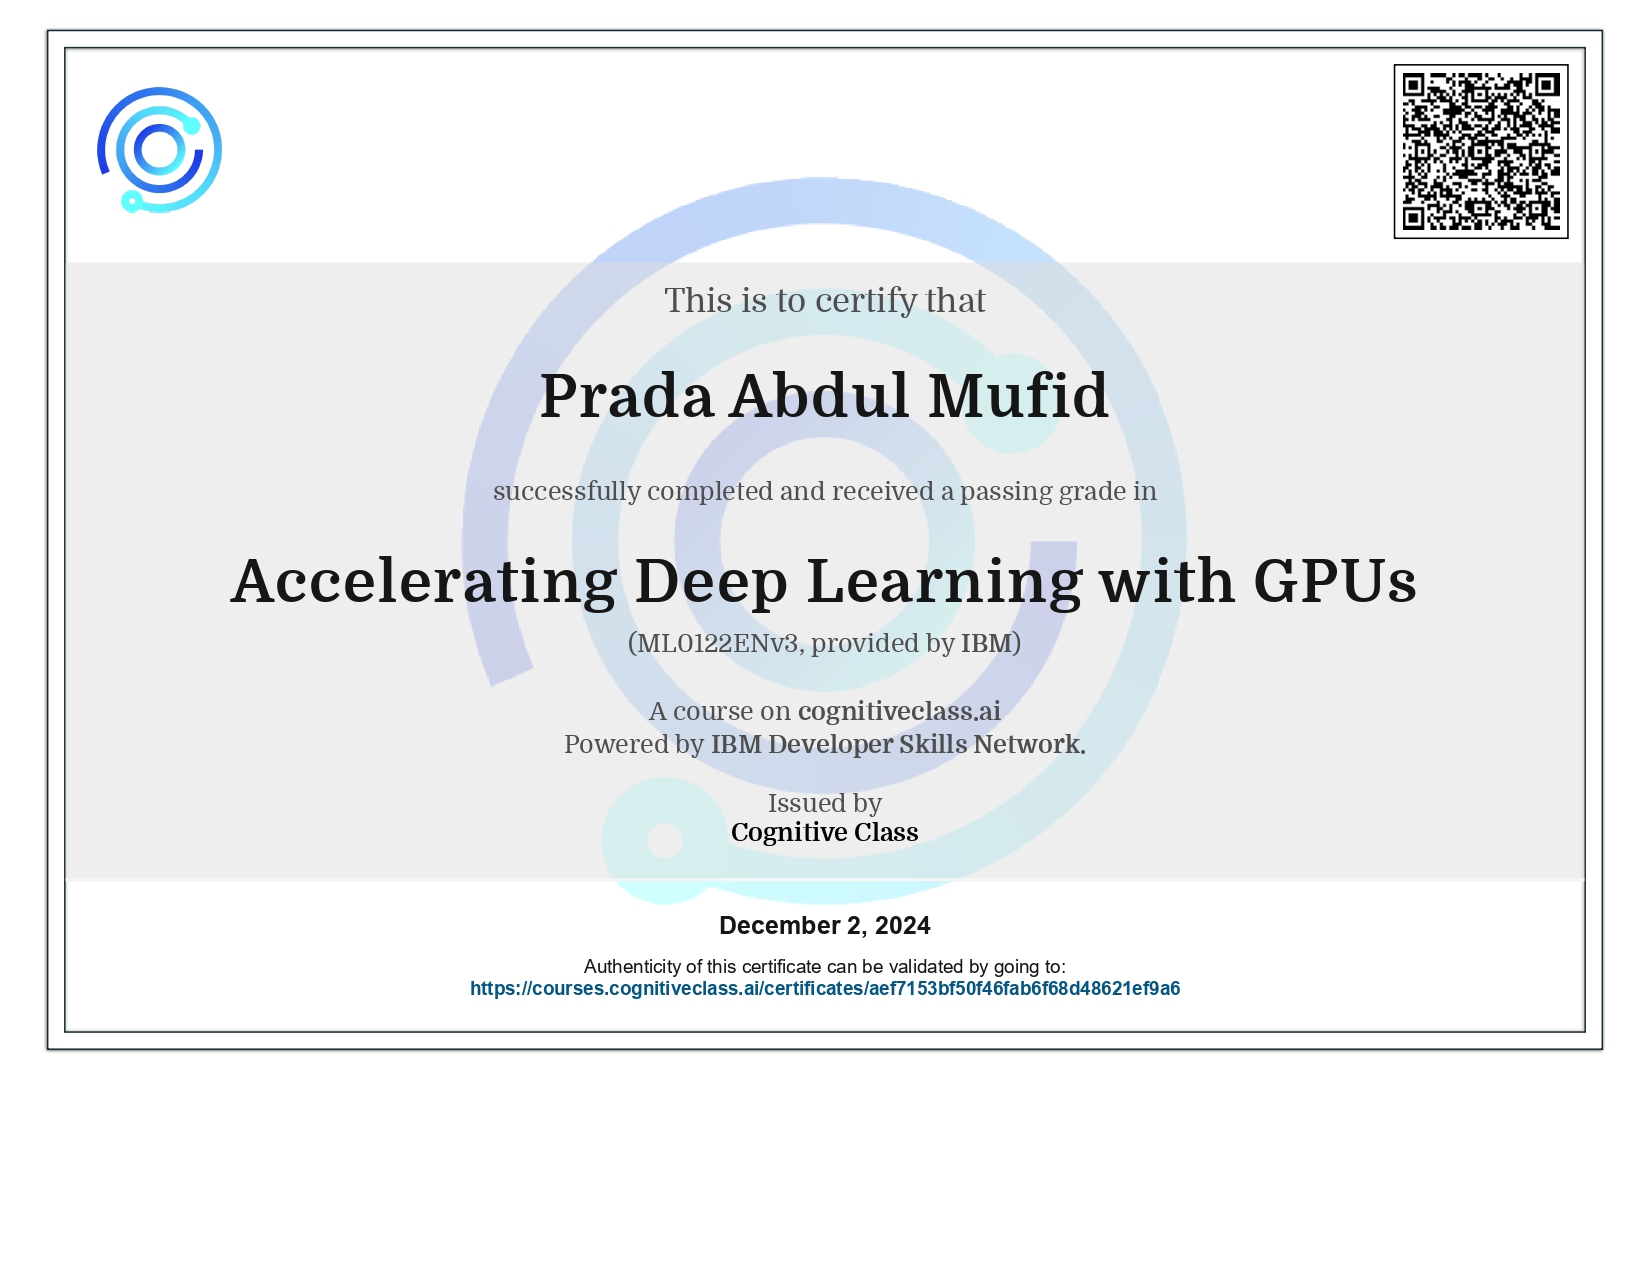 This is to certify that
Prada Abdul Mufid
successfully completed and received a passing grade in
Accelerating Deep Learning with GPUs
(ML0122ENv3, provided by IBM)
A course on cognitiveclass.ai
Powered by IBM Developer Skills Network.
Issued by
Cognitive Class
December 2, 2024
Authenticity of this certificate can be validated by going to:
https://courses.cognitiveclass.ai/certificates/aef7153bf50f46fab6f68d48621ef9a6